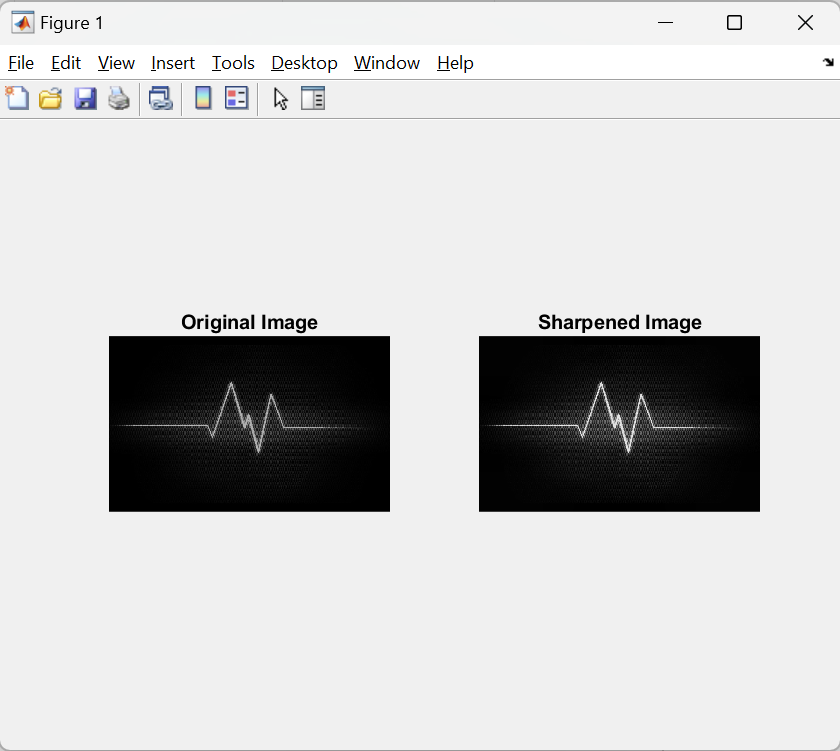 Figure 1
File Edit View Insert Tools Desktop Window Help
Original Image
Sharpened Image